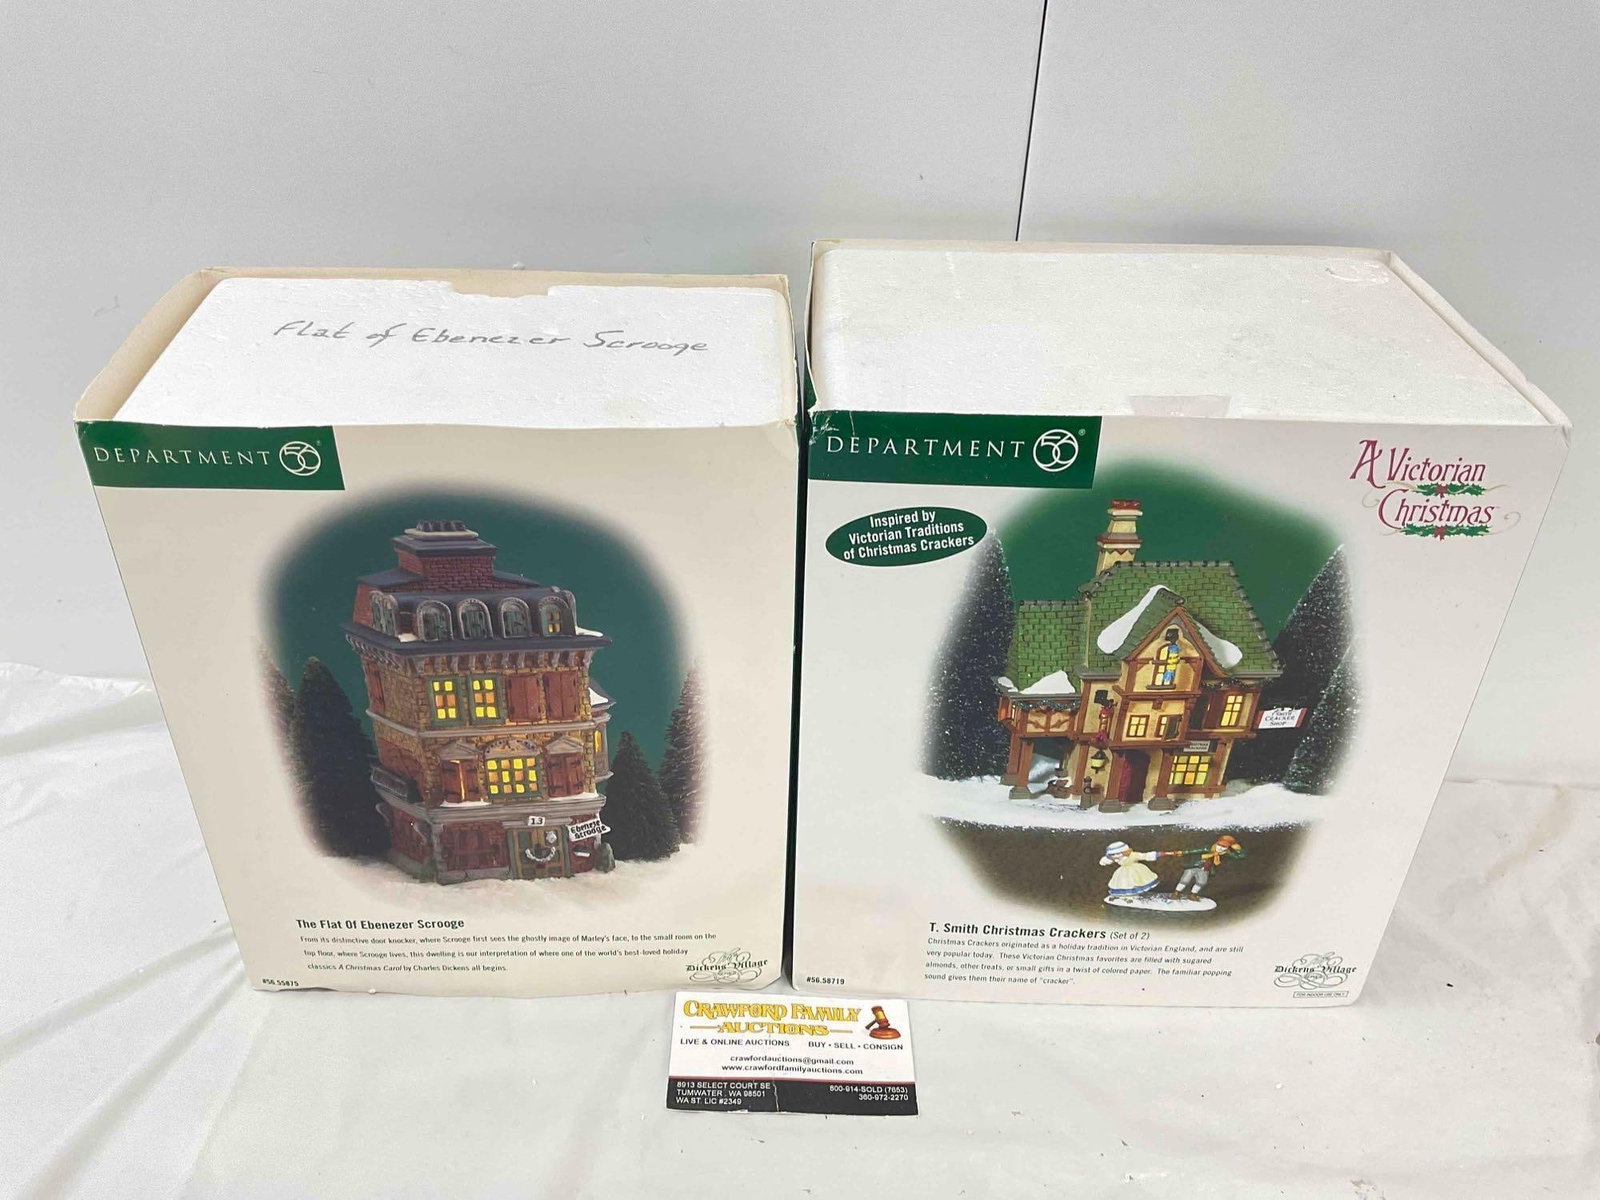 Flat of Ebenezer Scrooge
DEPARTMENT 56®
13
Ebeneze
Scrooge
The Flat Of Ebenezer Scrooge
From its distinctive door knocker, where Scrooge first sees the ghostly image of Marley's face, to the small room on the
top floor, where Scrooge lives, this dwelling is our interpretation of where one of the world's best-loved holiday
classics A Christmas Carol by Charles Dickens all begins.
Dickens' Village
#56.55875
DEPARTMENT 56®
A Victorian
Christmas
Inspired by
Victorian Traditions
of Christmas Crackers
T Smith
CRACKER
SHOP
T. Smith Christmas Crackers (Set of 2)
Christmas Crackers originated as a holiday tradition in Victorian England, and are still
very popular today. These Victorian Christmas favorites are filled with sugared
almonds, other treats, or small gifts in a twist of colored paper. The familiar popping
sound gives them their name of "cracker".
#56.58719
Dickens' Village
FOR INDOOR USE ONLY
CRAWFORD FAMILY
AUCTIONS
LIVE & ONLINE AUCTIONS BUY • SELL • CONSIGN
crawfordauctions@gmail.com
www.crawfordfamilyauctions.com
8913 SELECT COURT SE
TUMWATER, WA 98501
WA ST. LIC #2349
800-914-SOLD (7653)
360-972-2270